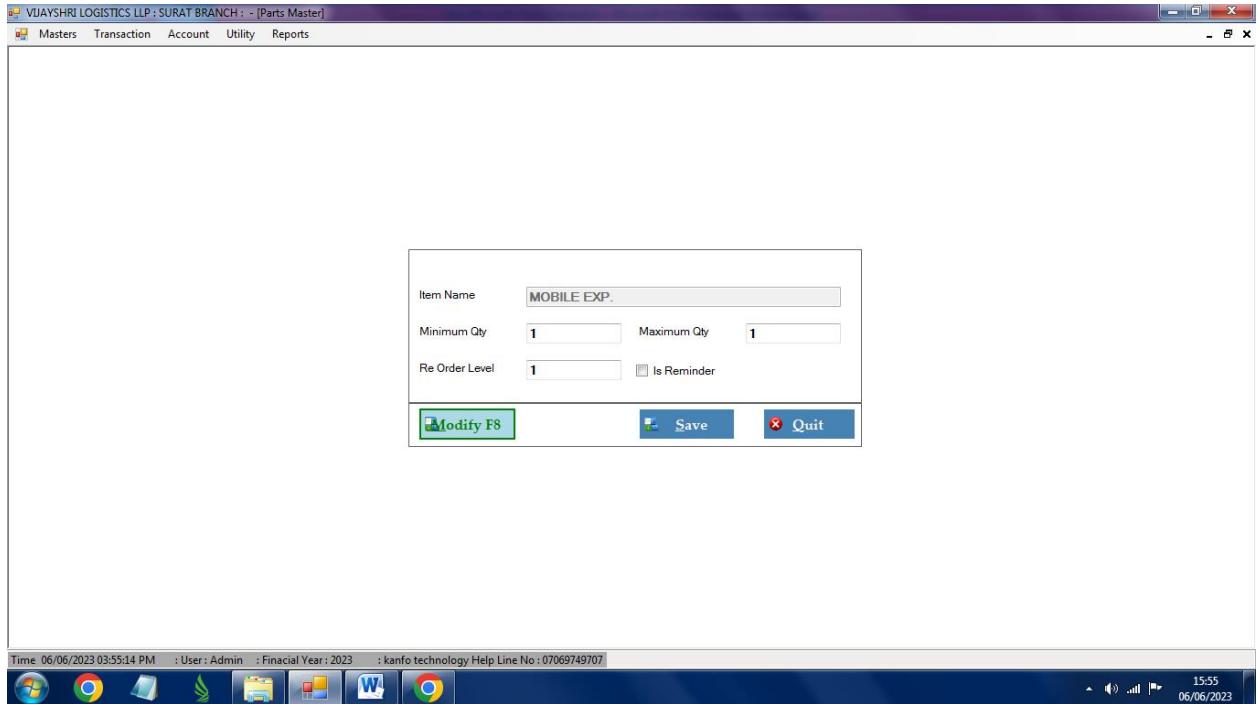 VIJAYSHRI LOGISTICS LLP : SURAT BRANCH : - [Parts Master]
Masters Transaction Account Utility Reports
Item Name MOBILE EXP.
Minimum Qty 1 Maximum Qty 1
Re Order Level 1 Is Reminder
Modify F8 Save Quit
Time 06/06/2023 03:55:14 PM : User : Admin : Finacial Year : 2023 : kanfo technology Help Line No : 07069749707
15:55
06/06/2023